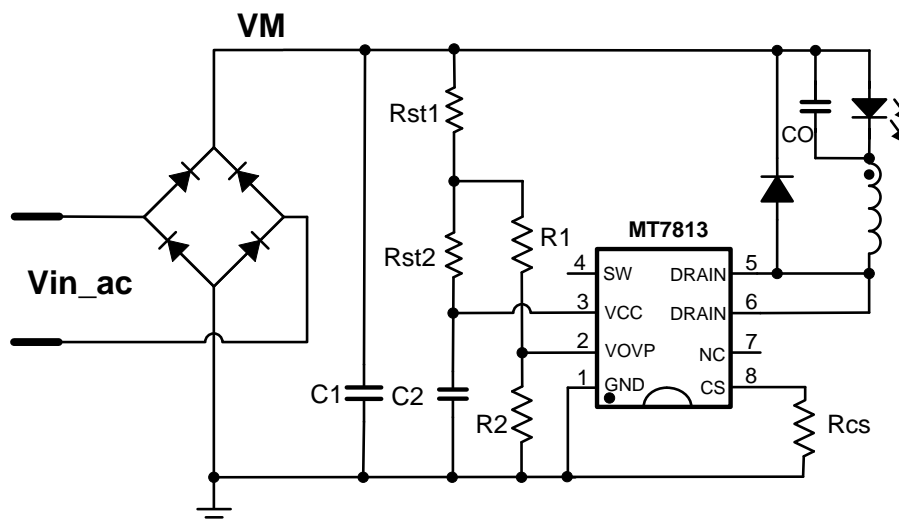 VM
Rst1
CO
MT7813
R1
Rst2
4 SW DRAIN 5
Vin_ac
3 VCC DRAIN 6
2 VOVP NC 7
1 GND CS 8
C1 C2 R2 Rcs